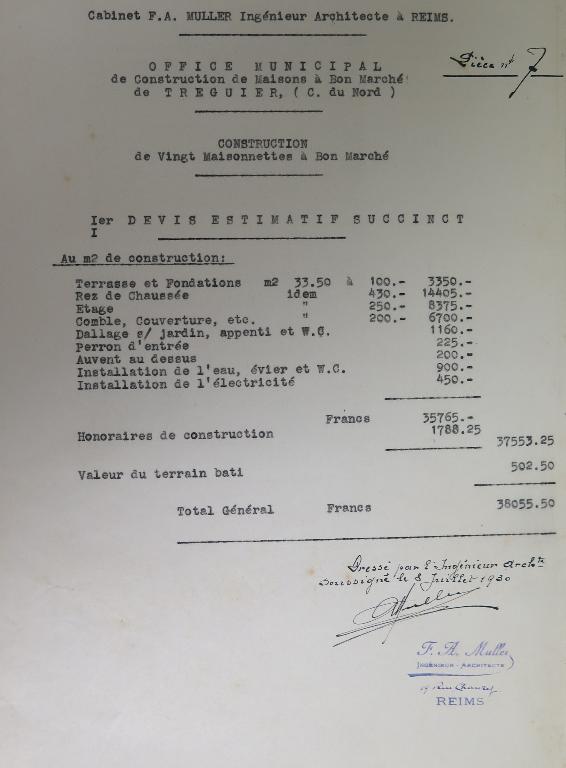 Cabinet F.A. MULLER Ingénieur Architecte à REIMS.
Pièce n° 7
OFFICE MUNICIPAL
de Construction de Maisons à Bon Marché
de TREGUIER, ( C. du Nord )
CONSTRUCTION
de Vingt Maisonnettes à Bon Marché
Ier DEVIS ESTIMATIF SUCCINCT
I
Au m2 de construction:
Terrasse et Fondations m2 33.50 à 100.- 3350.-
Rez de Chaussée idem 430.- 14405.-
Etage " 250.- 8375.-
Comble, Couverture, etc. " 200.- 6700.-
Dallage s/ jardin, appenti et W.C. 1160.-
Perron d'entrée 225.-
Auvent au dessus 200.-
Installation de l'eau, évier et W.C. 900.-
Installation de l'électricité 450.-
Francs 35765.-
Honoraires de construction 1788.25
37553.25
Valeur du terrain bati 502.50
Total Général Francs 38055.50
Dressé par l'Ingénieur Archte
soussigné le 8 Juillet 1930
F. A. Muller
INGÉNIEUR - ARCHITECTE
REIMS